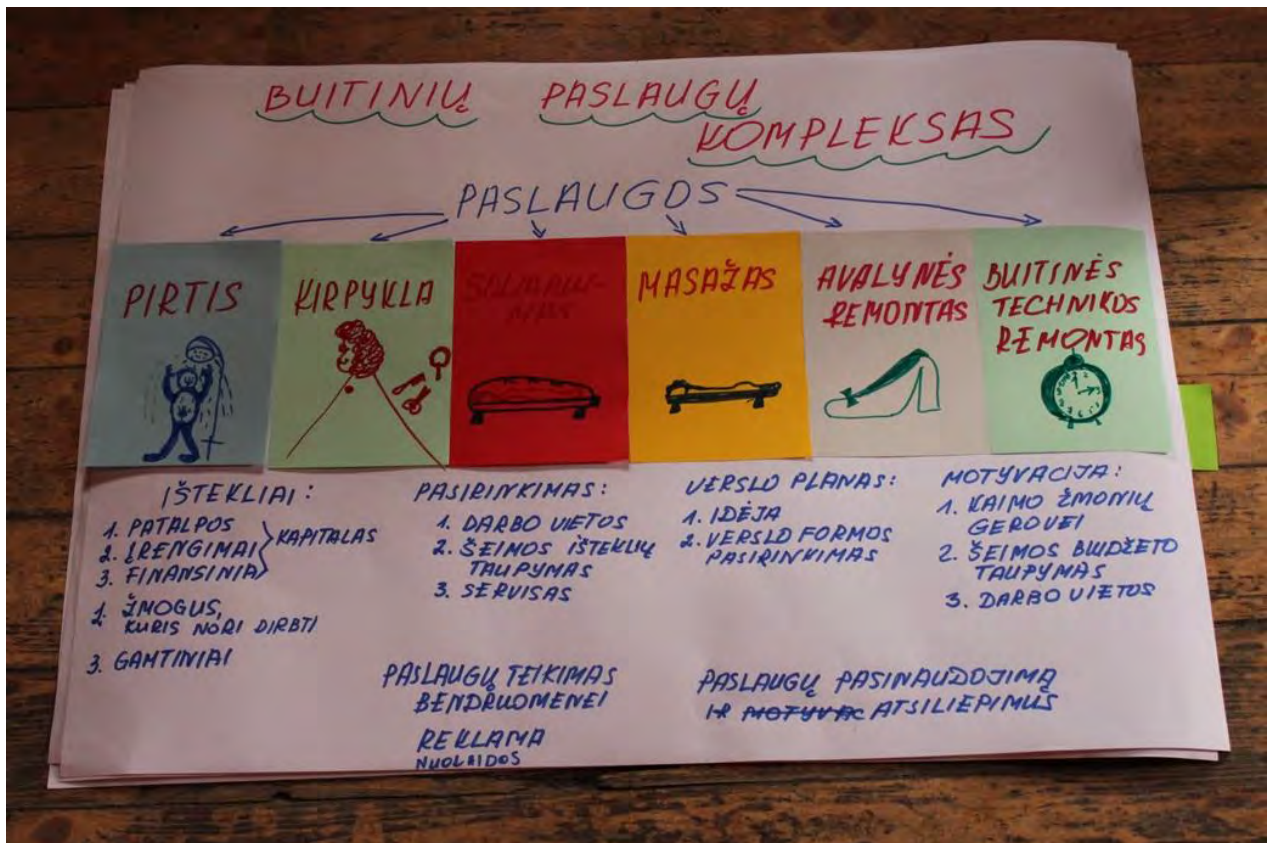 BUITINIŲ PASLAUGŲ
KOMPLEKSAS
PASLAUGOS
PIRTIS
KIRPYKLA
MASAŽAS
AVALYNĖS
REMONTAS
BUITINĖS
TECHNIKOS
REMONTAS
IŠTEKLIAI:
1. PATALPOS
2. ĮRENGIMAI
3. FINANSINIAI
KAPITALAS
2. ŽMOGUS,
KURIS NORI DIRBTI
3. GAMTINIAI
PASIRINKIMAS:
1. DARBO VIETOS
2. ŠEIMOS IŠTEKLIŲ
TAUPYMAS
3. SERVISAS
VERSLO PLANAS:
1. IDĖJA
2. VERSLO FORMOS
PASIRINKIMAS
MOTYVACIJA:
1. KAIMO ŽMONIŲ
GEROVEI
2. ŠEIMOS BIUDŽETO
TAUPYMAS
3. DARBO VIETOS
PASLAUGŲ TEIKIMAS
BENDRUOMENEI
REKLAMA
NUOLAIDOS
PASLAUGŲ PASINAUDOJIMĄ
IR MOTYVAC ATSILIEPIMUS